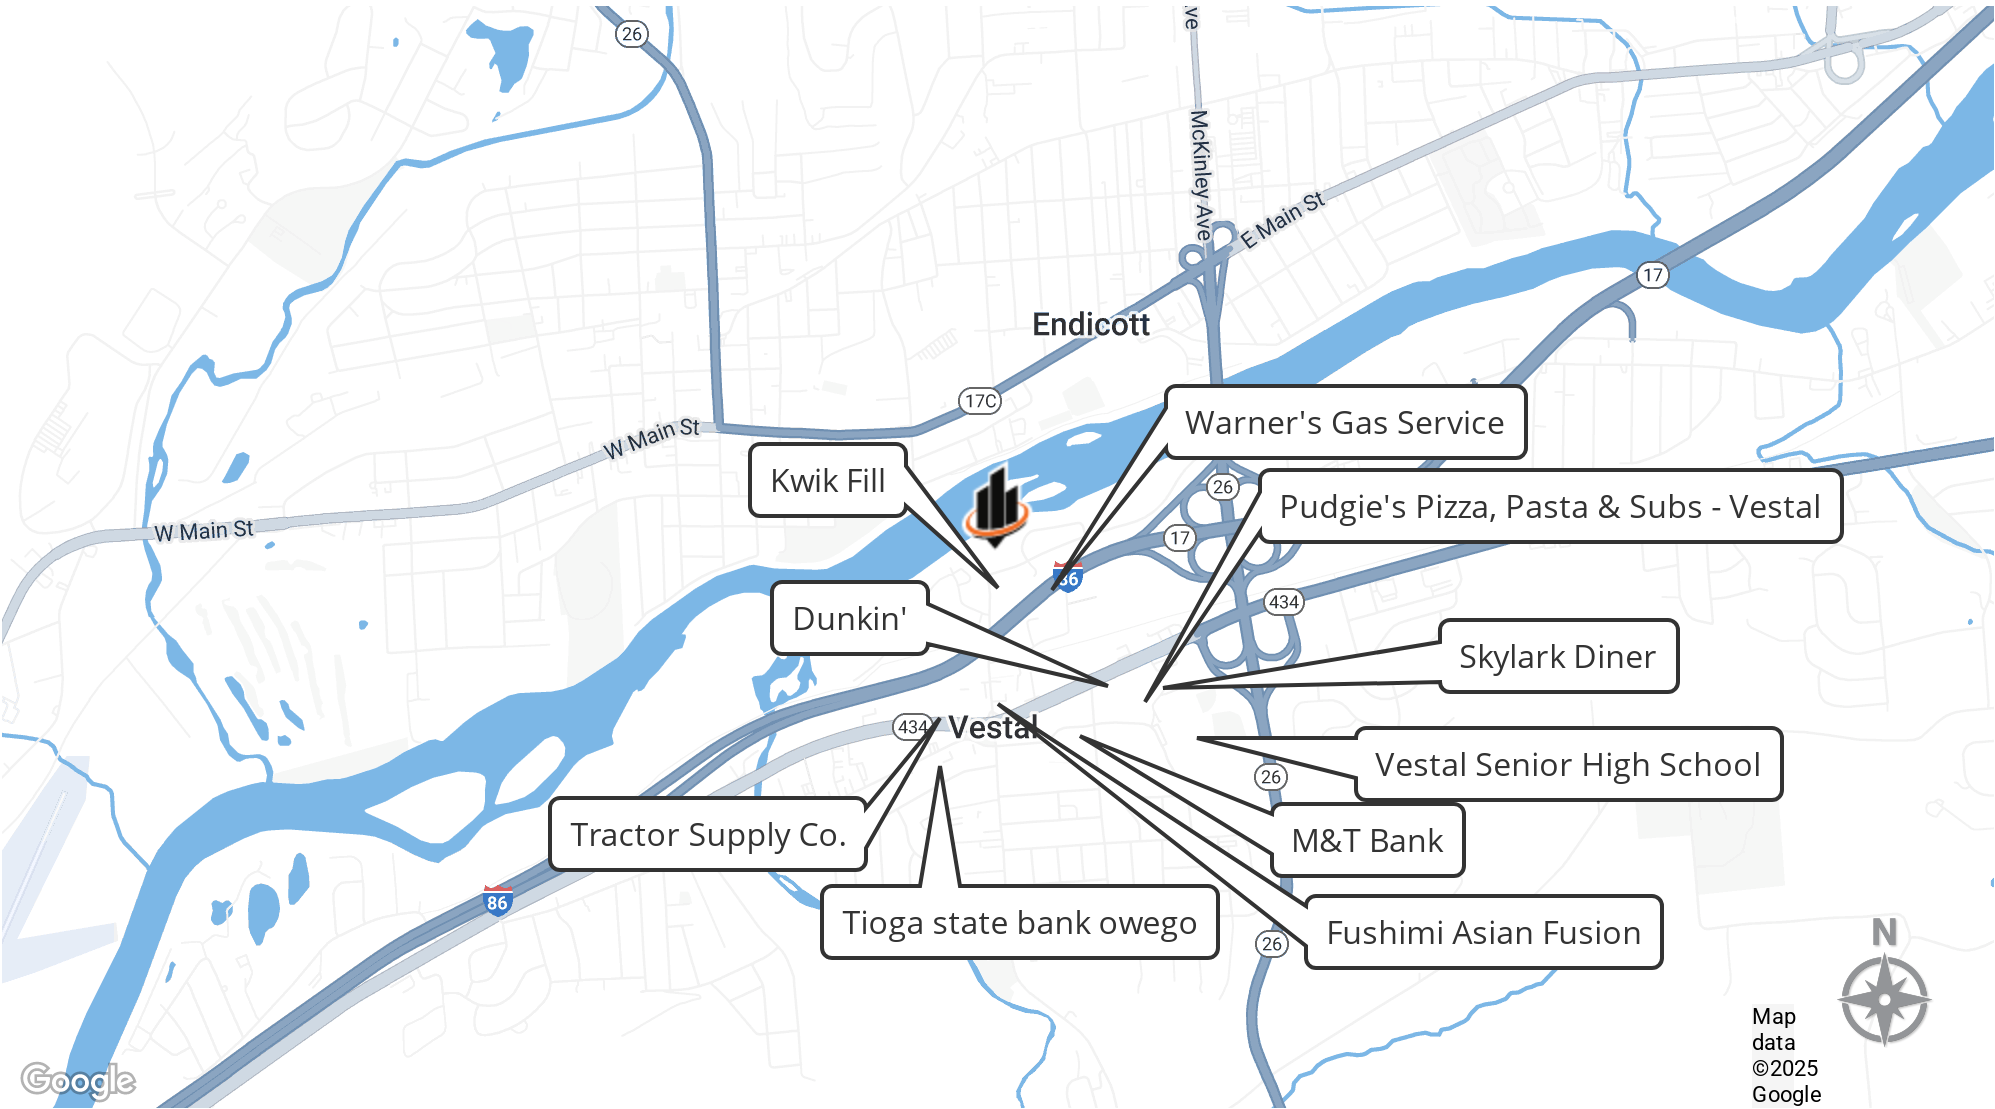 26
ve
McKinley Ave
E Main St
17
Endicott
17C
W Main St
Warner's Gas Service
Kwik Fill
26
Pudgie's Pizza, Pasta & Subs - Vestal
W Main St
17
86
434
Dunkin'
Skylark Diner
434
Vestal
Vestal Senior High School
26
Tractor Supply Co.
M&T Bank
86
Tioga state bank owego
Fushimi Asian Fusion
26
N
Map
data
©2025
Google
Google